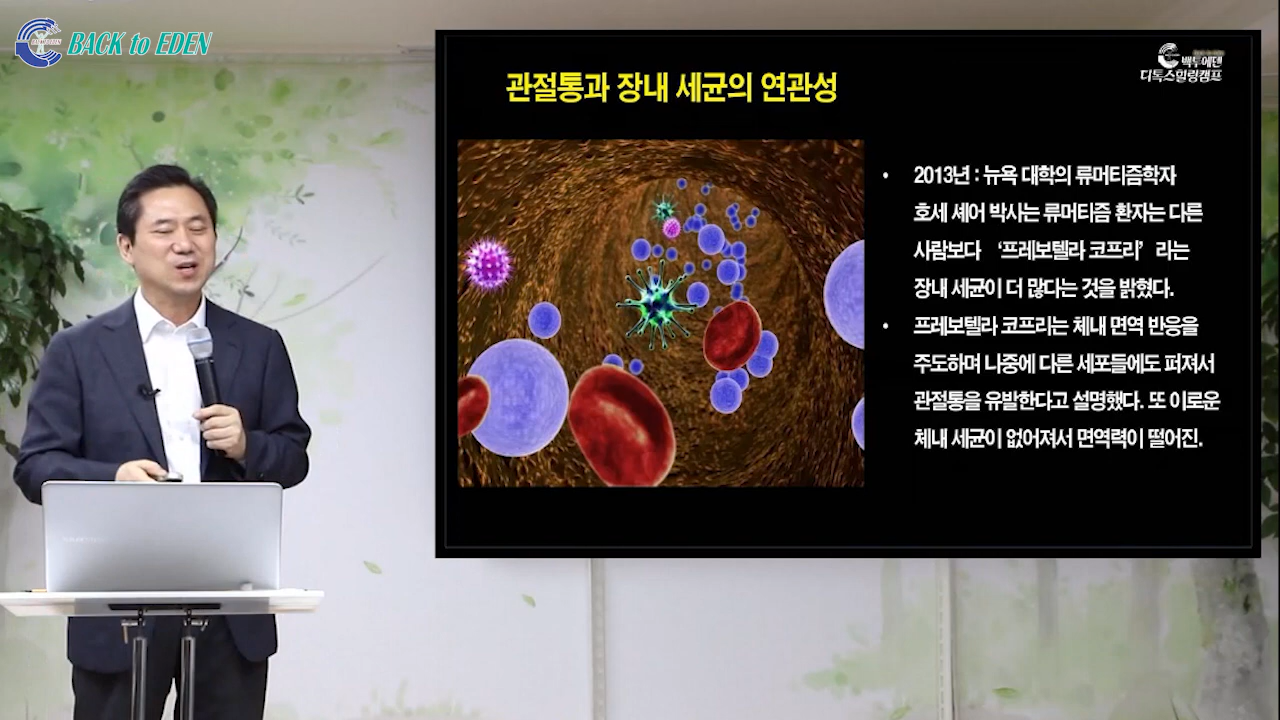 BACK to EDEN
관절통과 장내 세균의 연관성
백투에덴
디톡스힐링캠프
• 2013년 : 뉴욕 대학의 류머티즘학자
호세 셰어 박사는 류머티즘 환자는 다른
사람보다 ‘프레보텔라 코프리’ 라는
장내 세균이 더 많다는 것을 밝혔다.
• 프레보텔라 코프리는 체내 면역 반응을
주도하며 나중에 다른 세포들에도 퍼져서
관절통을 유발한다고 설명했다. 또 이로운
체내 세균이 없어져서 면역력이 떨어진.